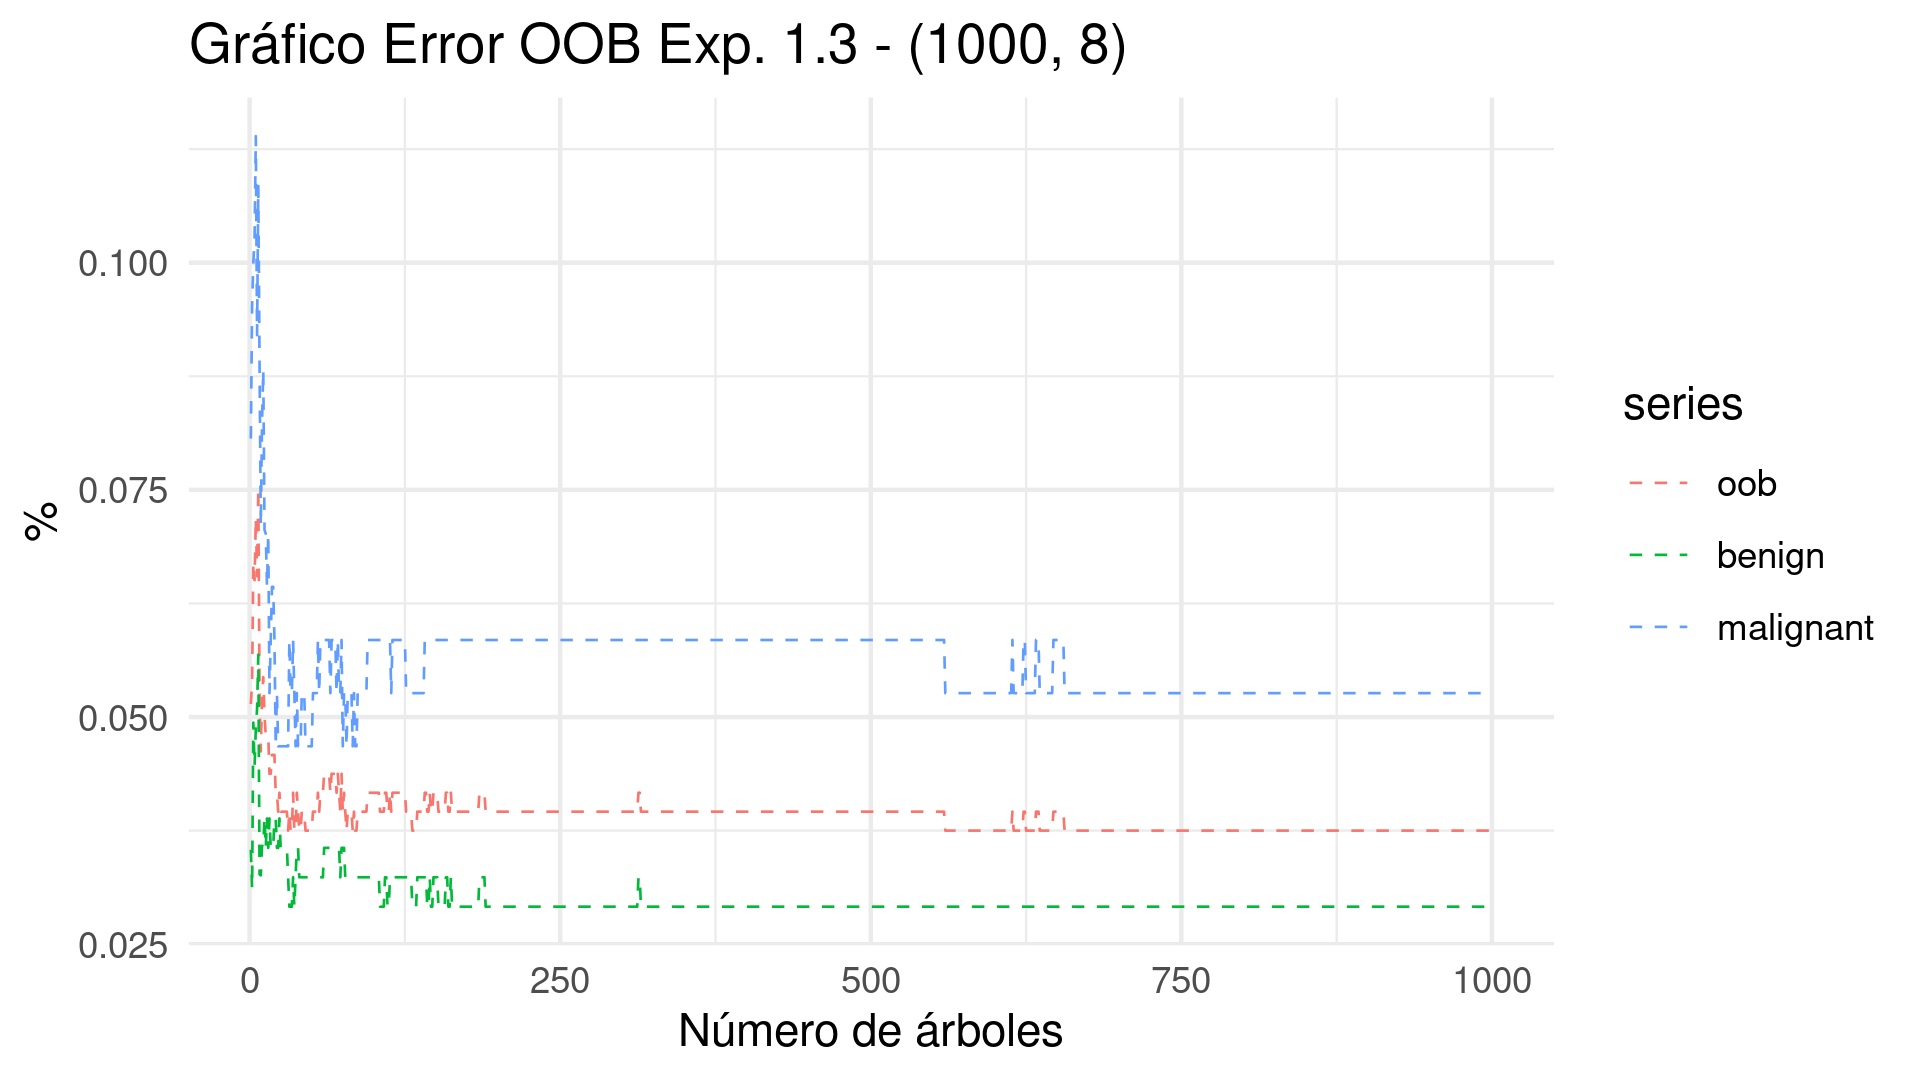 Gráfico Error OOB Exp. 1.3 - (1000, 8)
0.100
0.075
0.050
0.025
%
0 250 500 750 1000
Número de árboles
series
oob
benign
malignant